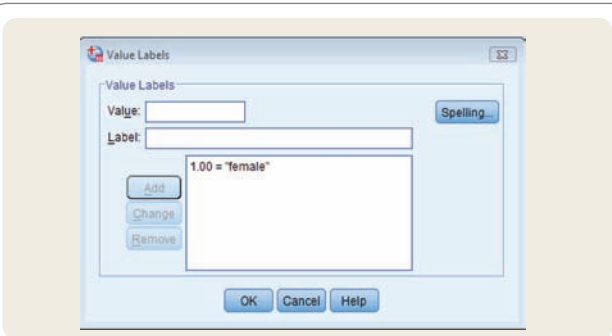 Value Labels
Value Labels
Value:
Spelling...
Label:
1.00 = "female"
Add
Change
Remove
OK Cancel Help